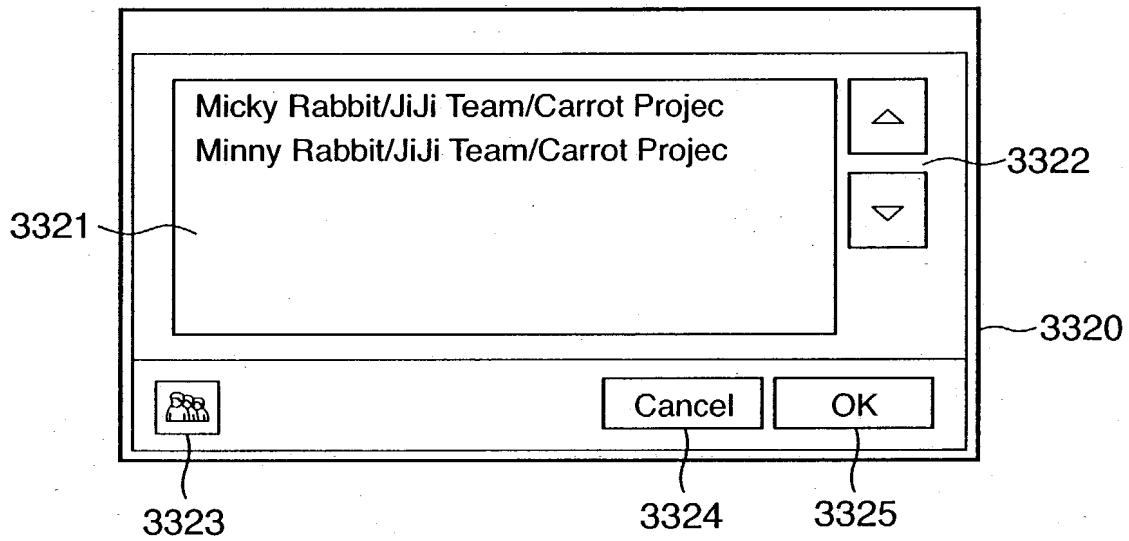 Micky Rabbit/JiJi Team/Carrot Projec
Minny Rabbit/JiJi Team/Carrot Projec
3322
3321
3320
Cancel
OK
3323
3324
3325